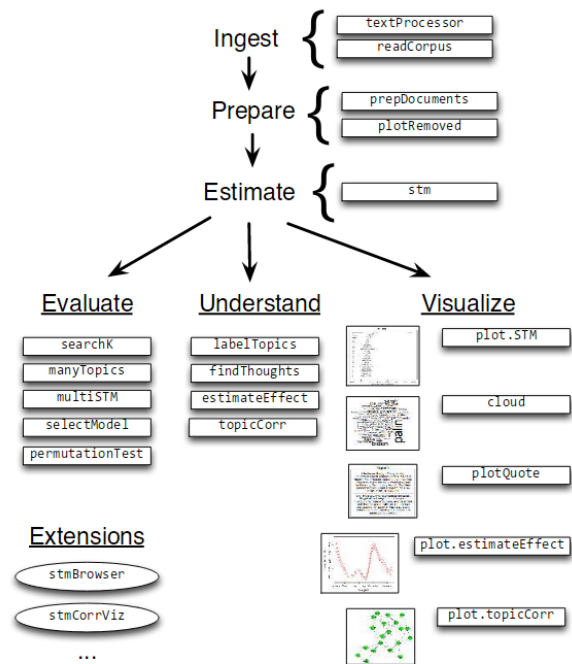 Ingest
textProcessor
readCorpus
Prepare
prepDocuments
plotRemoved
Estimate
stm
Evaluate
searchK
manyTopics
multiSTM
selectModel
permutationTest
Understand
labelTopics
findThoughts
estimateEffect
topicCorr
Visualize
plot.STM
cloud
pain
plotQuote
plot.estimateEffect
plot.topicCorr
Extensions
stmBrowser
stmCorrViz
...